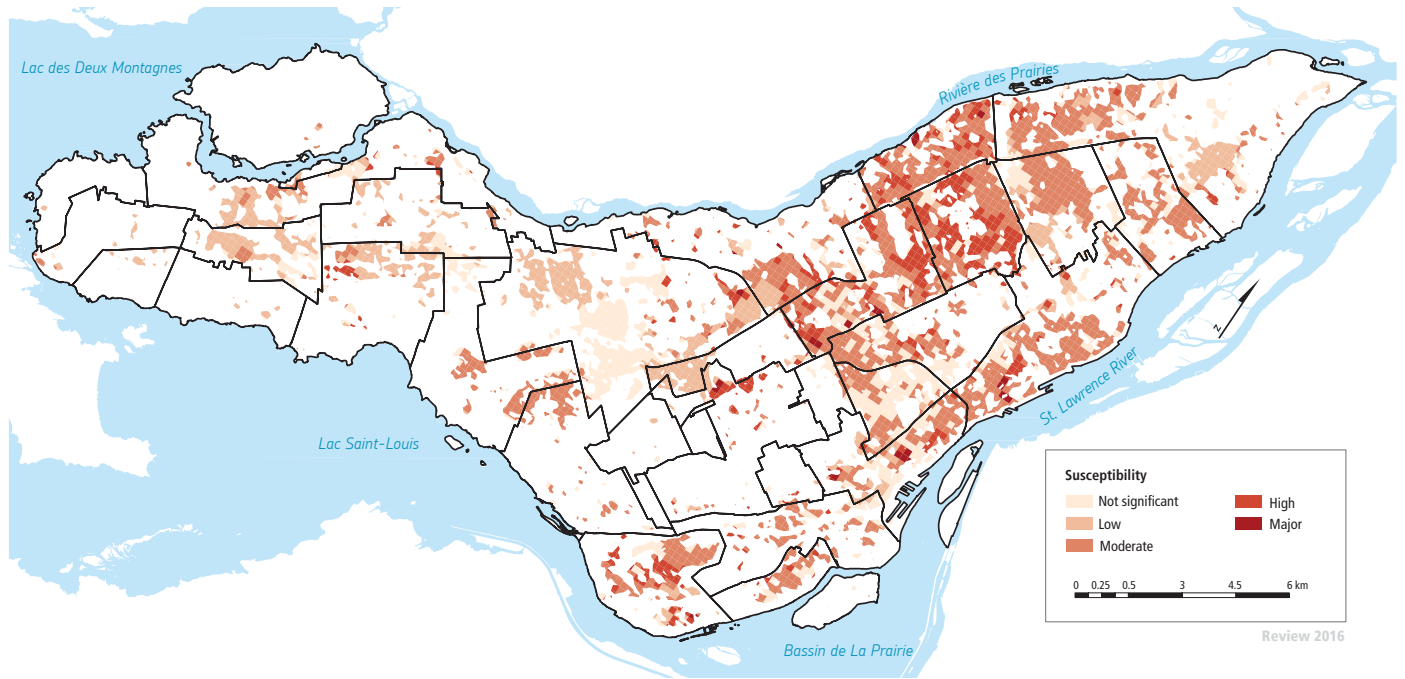 Lac des Deux Montagnes
Rivière des Prairies
St. Lawrence River
Lac Saint-Louis
Bassin de La Prairie
N
Susceptibility
Not significant
Low
Moderate
High
Major
0 0.25 0.5 3 4.5 6 km
Review 2016